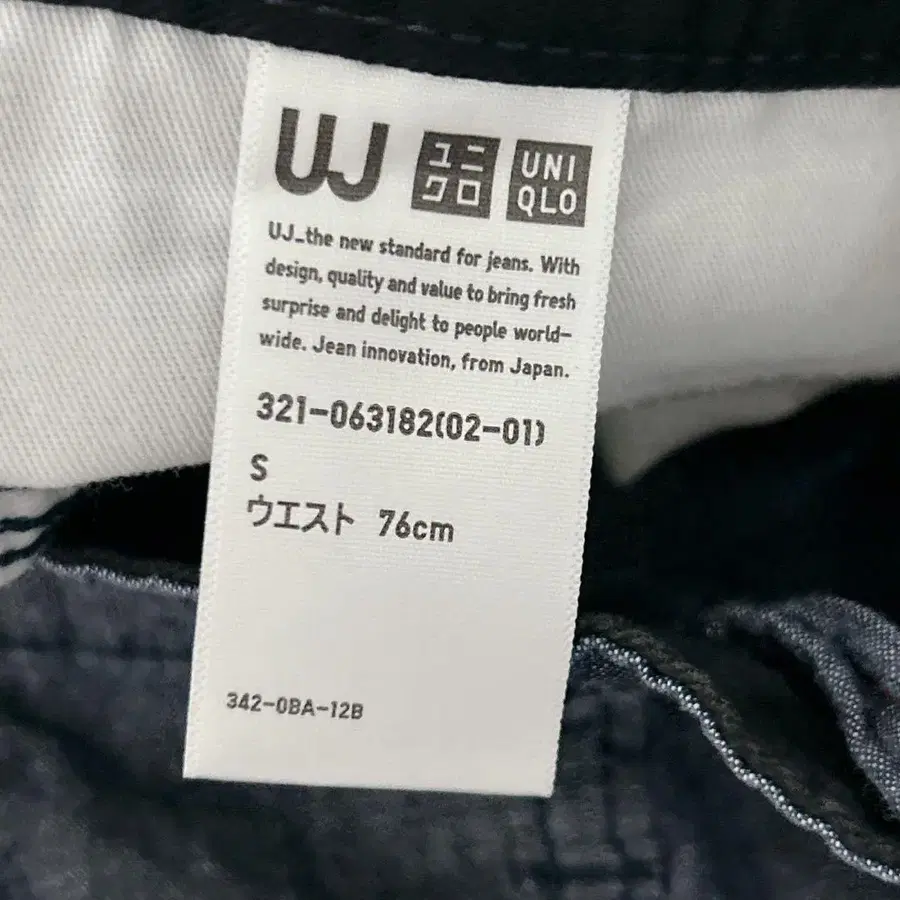 UJ ユニクロ UNIQLO
UJ_the new standard for jeans. With
design, quality and value to bring fresh
surprise and delight to people world-
wide. Jean innovation, from Japan.
321-063182(02-01)
S
ウエスト 76cm
342-0BA-12B